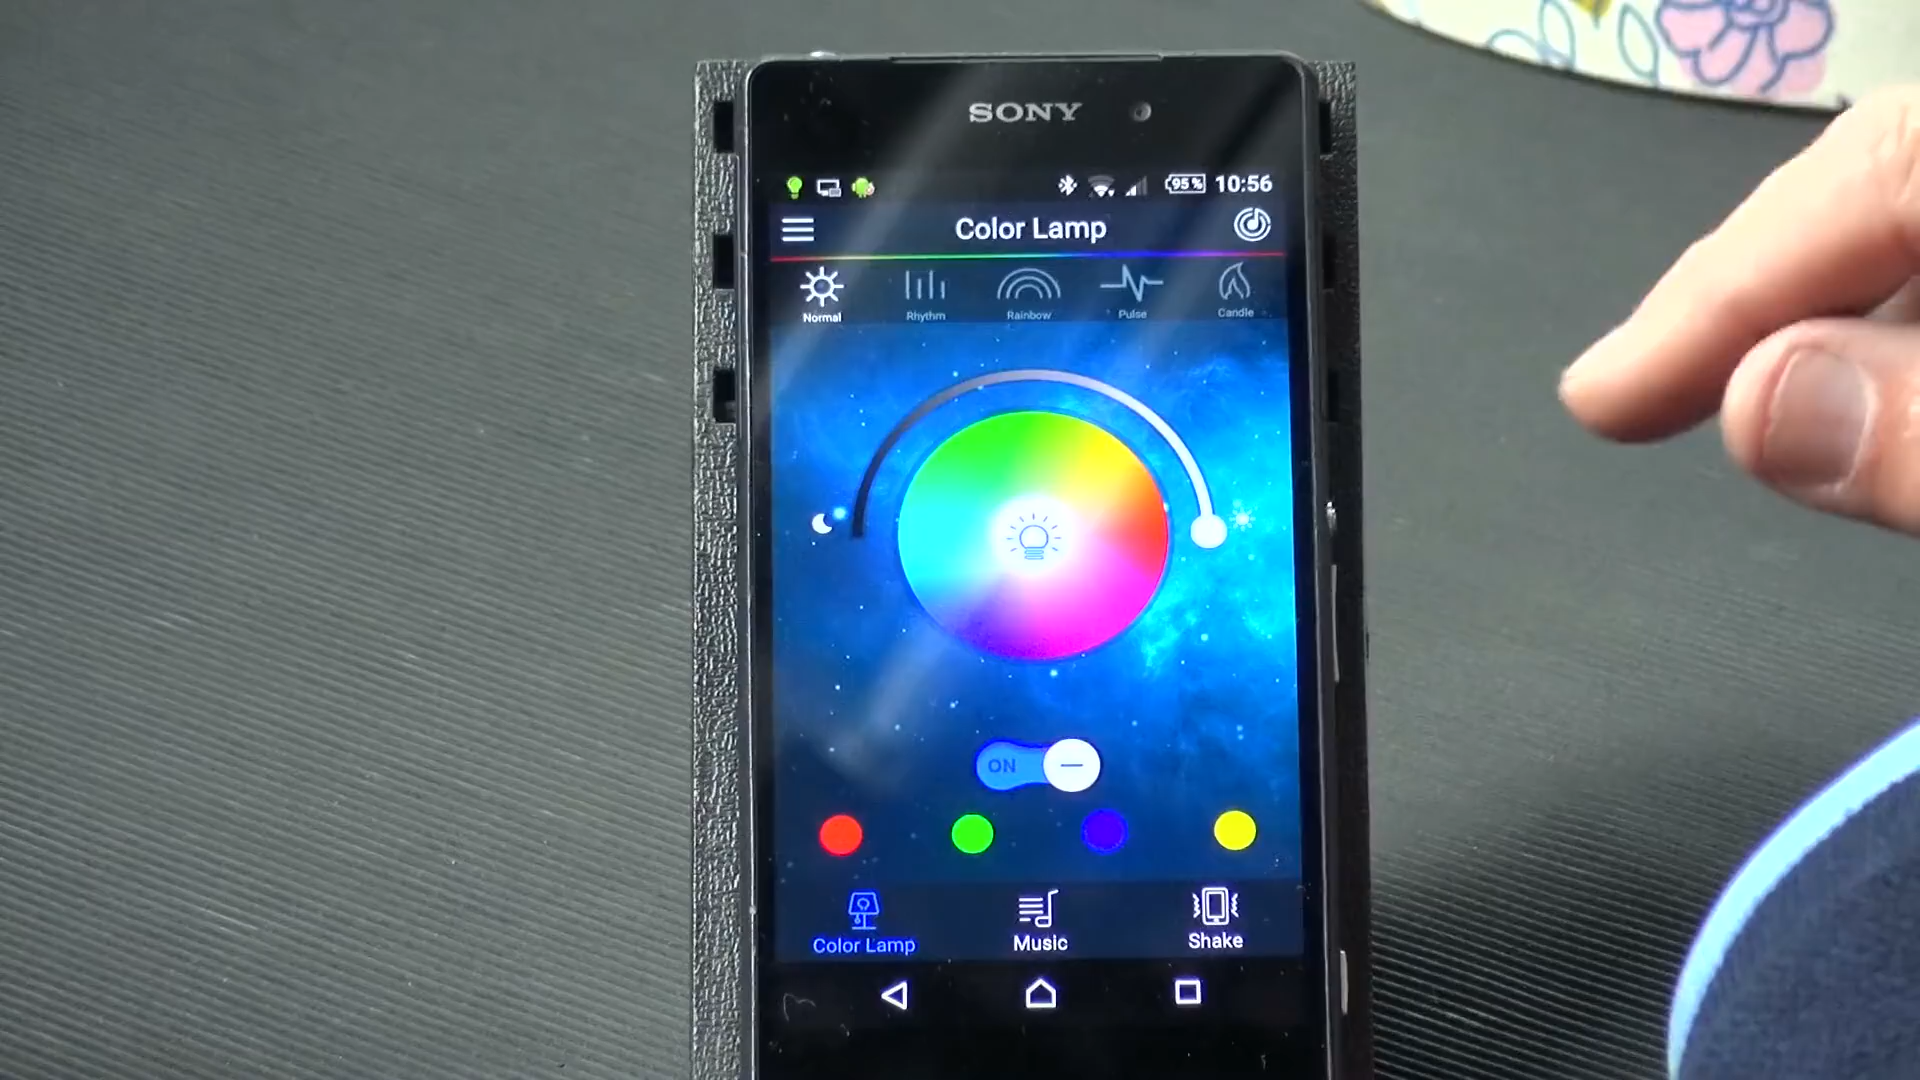 SONY
95% 10:56
Color Lamp
Normal Rhythm Rainbow Pulse Candle
ON
Color Lamp Music Shake